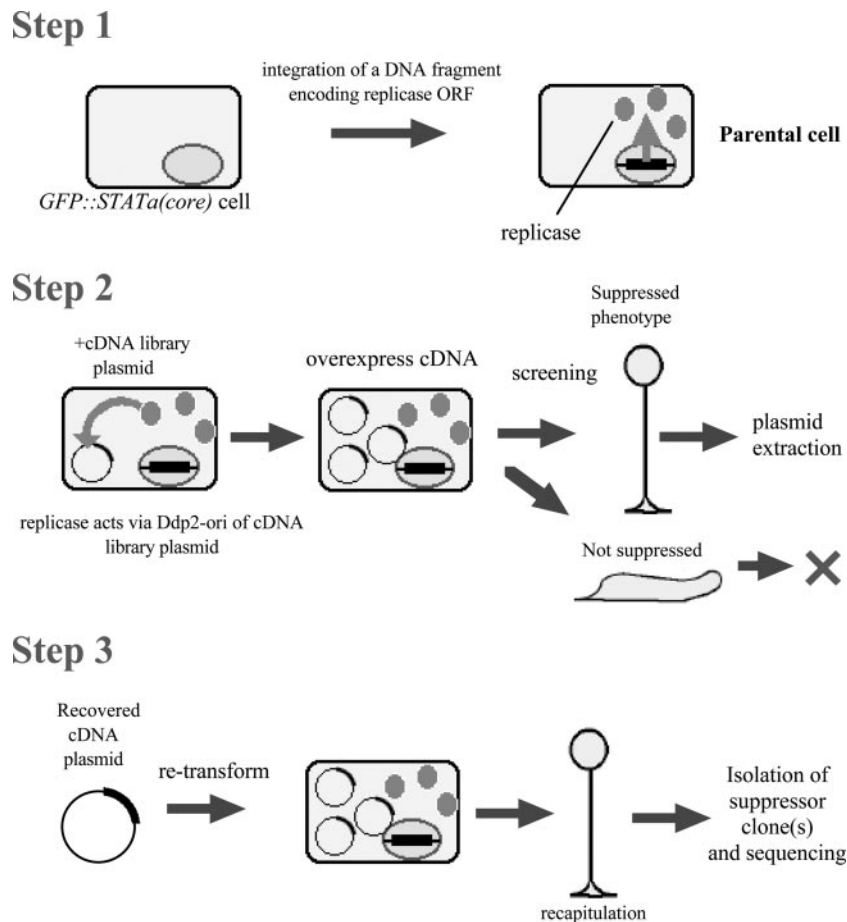 Step 1
integration of a DNA fragment
encoding replicase ORF
Parental cell
GFP::STATa(core) cell
replicase
Step 2
Suppressed
phenotype
+cDNA library
plasmid
overexpress cDNA
screening
plasmid
extraction
replicase acts via Ddp2-ori of cDNA
library plasmid
Not suppressed
Step 3
Recovered
cDNA
plasmid
re-transform
Isolation of
suppressor
clone(s)
and sequencing
recapitulation